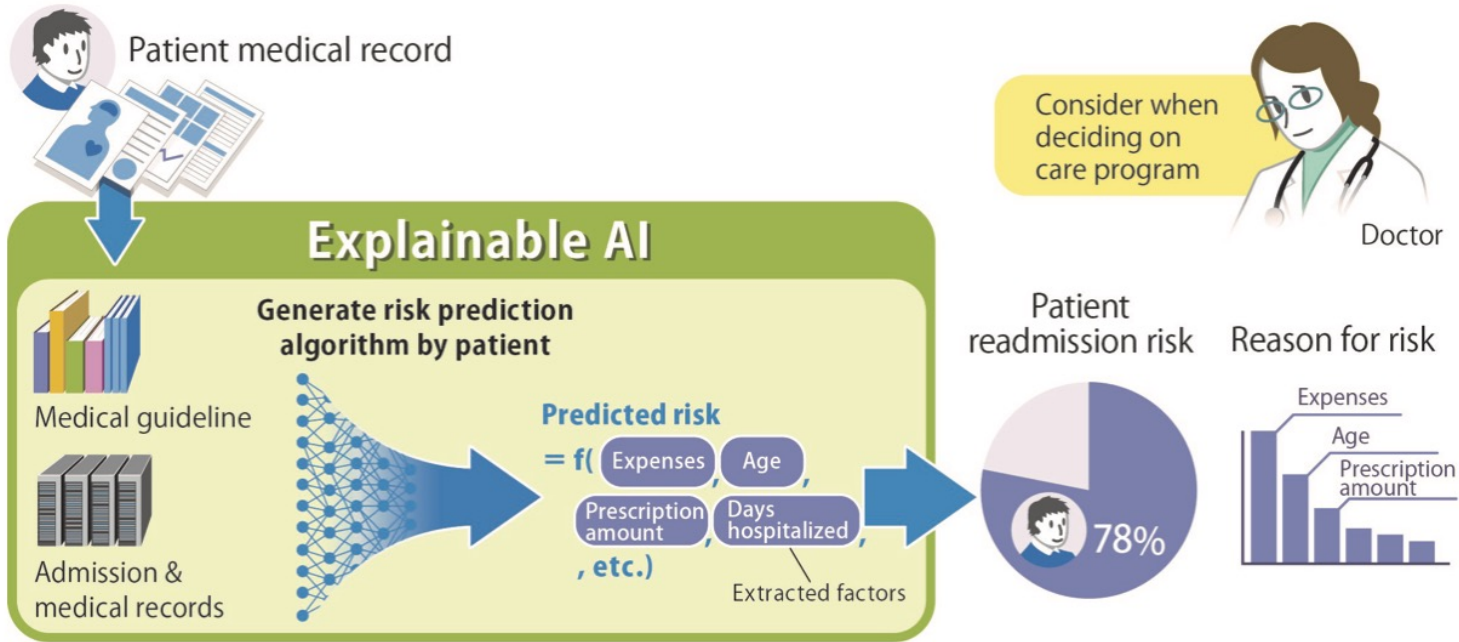 Patient medical record
Consider when
deciding on
care program
Doctor
Explainable AI
Medical guideline
Admission &
medical records
Generate risk prediction
algorithm by patient
Predicted risk
= f( Expenses , Age ,
Prescription
amount , Days
hospitalized ,
, etc.)
Extracted factors
Patient
readmission risk
78%
Reason for risk
Expenses
Age
Prescription
amount